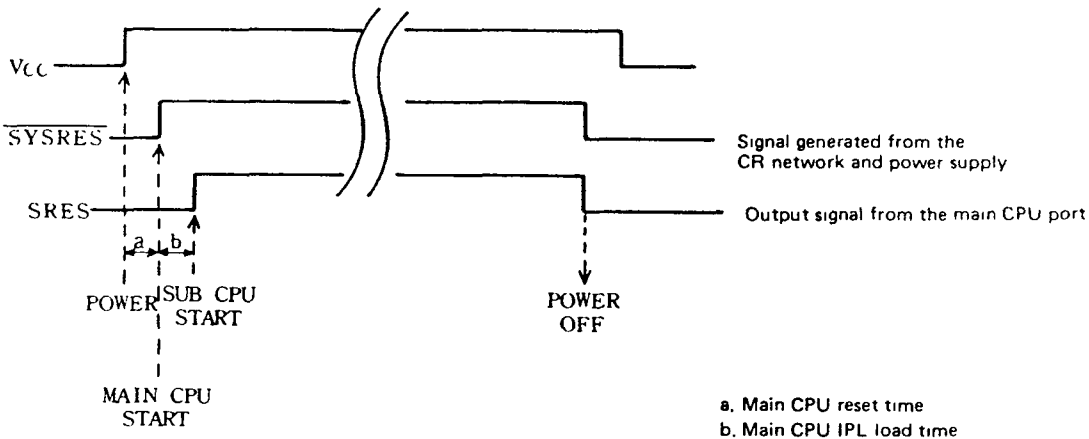 VCC
SYSRES
Signal generated from the
CR network and power supply
SRES
Output signal from the main CPU port
a
b
POWER
SUB CPU
START
POWER
OFF
MAIN CPU
START
a. Main CPU reset time
b. Main CPU IPL load time